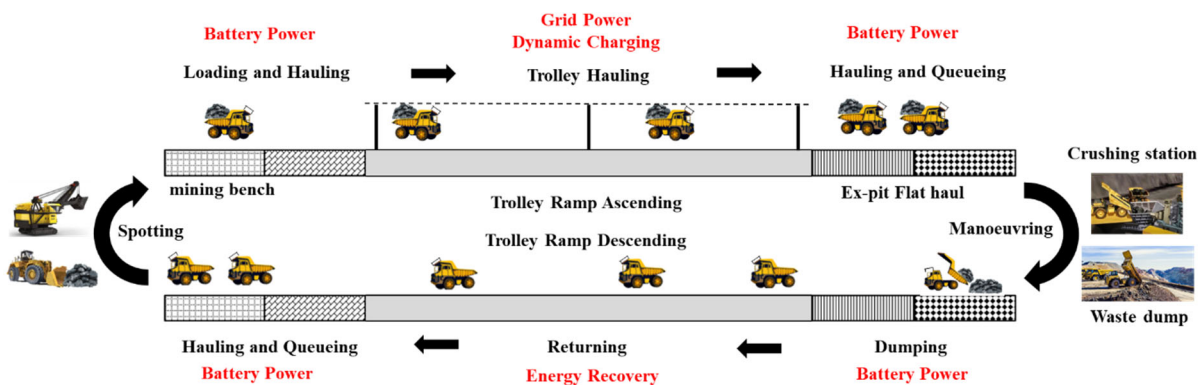 Battery Power
Grid Power
Dynamic Charging
Battery Power
Loading and Hauling
Trolley Hauling
Hauling and Queueing
mining bench
Ex-pit Flat haul
Crushing station
Trolley Ramp Ascending
Spotting
Manoeuvring
Trolley Ramp Descending
Waste dump
Hauling and Queueing
Returning
Dumping
Battery Power
Energy Recovery
Battery Power